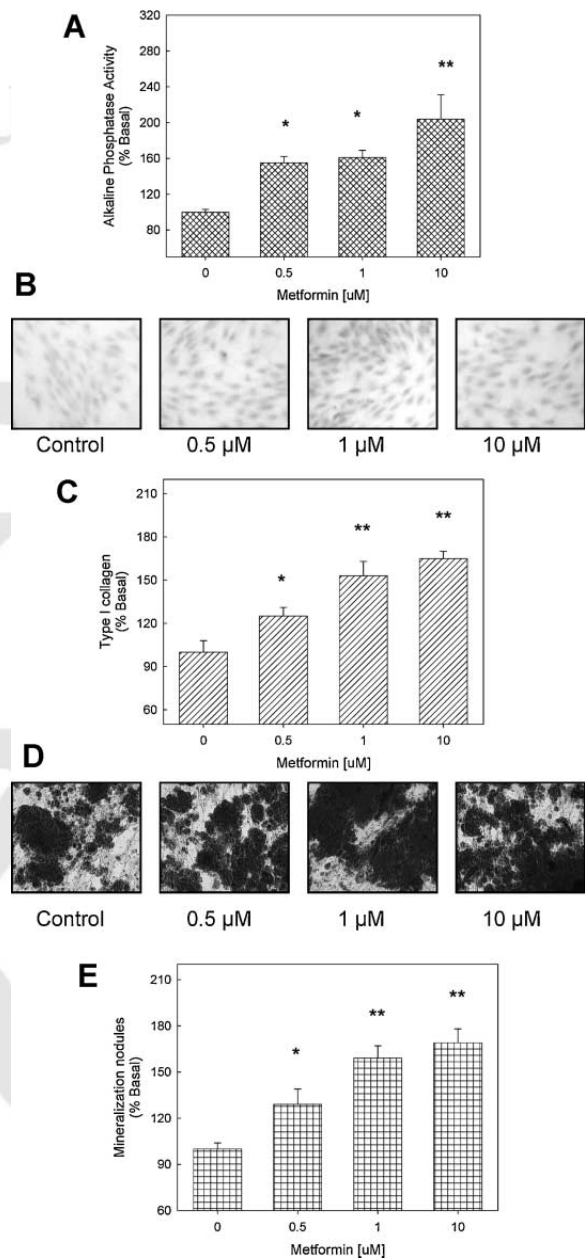 A
Alkaline Phosphatase Activity
(% Basal)
320
280
240
200
160
120
80
*
*
**
0 0.5 1 10
Metformin [uM]
B
Control 0.5 µM 1 µM 10 µM
C
Type I collagen
(% Basal)
210
180
150
120
90
60
*
**
**
0 0.5 1 10
Metformin [uM]
D
Control 0.5 µM 1 µM 10 µM
E
Mineralization nodules
(% Basal)
210
180
150
120
90
60
*
**
**
0 0.5 1 10
Metformin [uM]